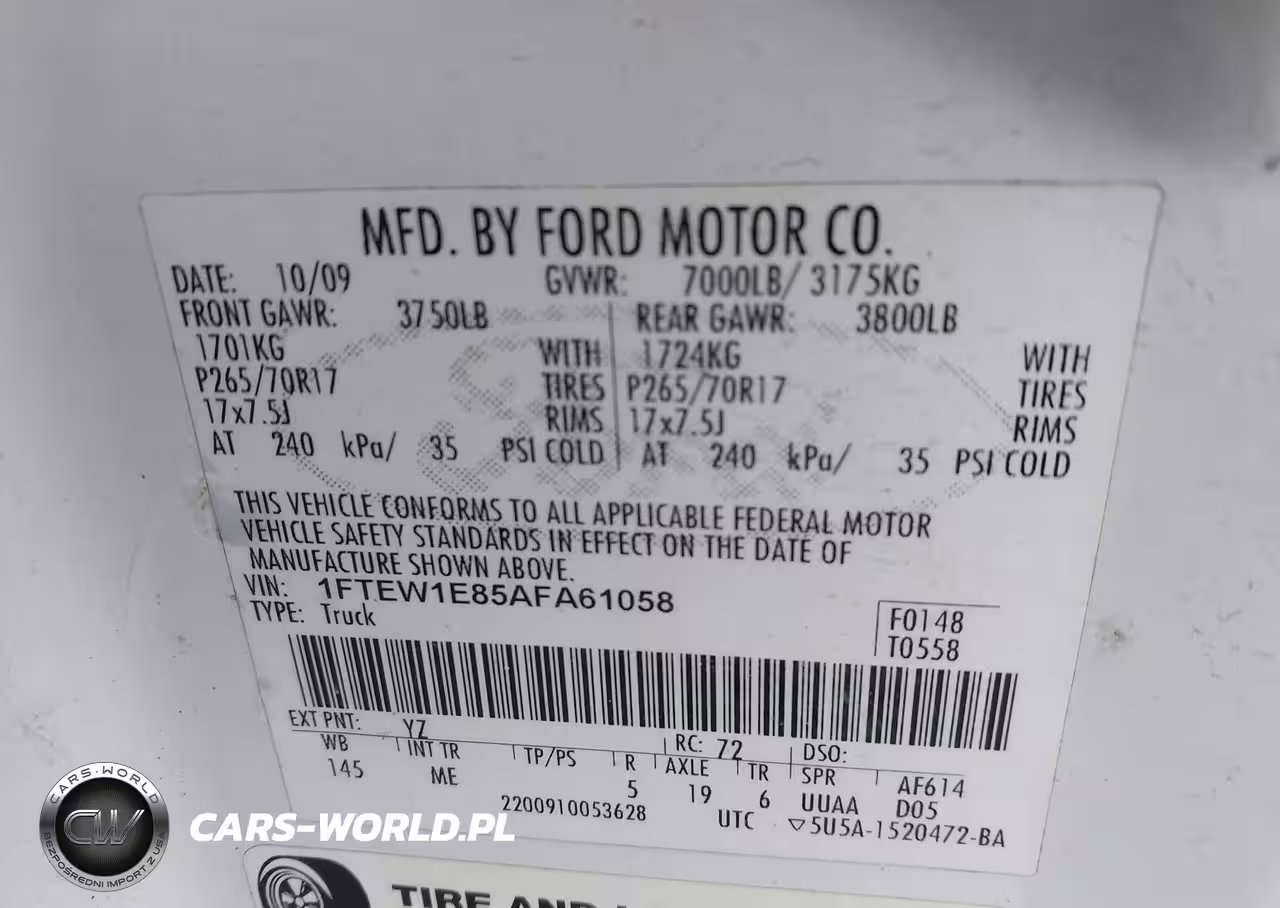 MFD. BY FORD MOTOR CO.
DATE: 10/09 GVWR: 7000LB/ 3175KG
FRONT GAWR: 3750LB REAR GAWR: 3800LB
1701KG WITH 1724KG WITH
P265/70R17 TIRES P265/70R17 TIRES
17x7.5J RIMS 17x7.5J RIMS
AT 240 kPa/ 35 PSI COLD AT 240 kPa/ 35 PSI COLD
THIS VEHICLE CONFORMS TO ALL APPLICABLE FEDERAL MOTOR
VEHICLE SAFETY STANDARDS IN EFFECT ON THE DATE OF
MANUFACTURE SHOWN ABOVE.
VIN: 1FTEW1E85AFA61058
TYPE: Truck
F0148
T0558
EXT PNT: YZ RC: 72 DSO:
WB INT TR TP/PS R AXLE TR SPR AF614
145 ME 5 19 6 UUAA D05
2200910053628 UTC ▽5U5A-1520472-BA
CARS-WORLD
CW
BEZPOŚREDNI IMPORT Z USA
CARS-WORLD.PL
TIRE AND